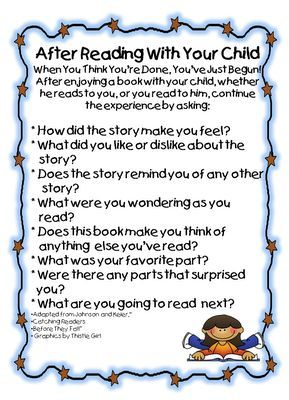 After Reading With Your Child
When You Think You're Done, You've Just Begun!
After enjoying a book with your child, whether
he reads to you, or you read to him, continue
the experience by asking:
* How did the story make you feel?
* What did you like or dislike about the
story?
* Does the story remind you of any other
story?
* What were you wondering as you
read?
* Does this book make you think of
anything else you've read?
* What was your favorite part?
* Were there any parts that surprised
you?
* What are you going to read next?
•Adapted from Johnson and Keier,"
•Catching Readers
•Before They Fall"
• Graphics by Thistle Girl